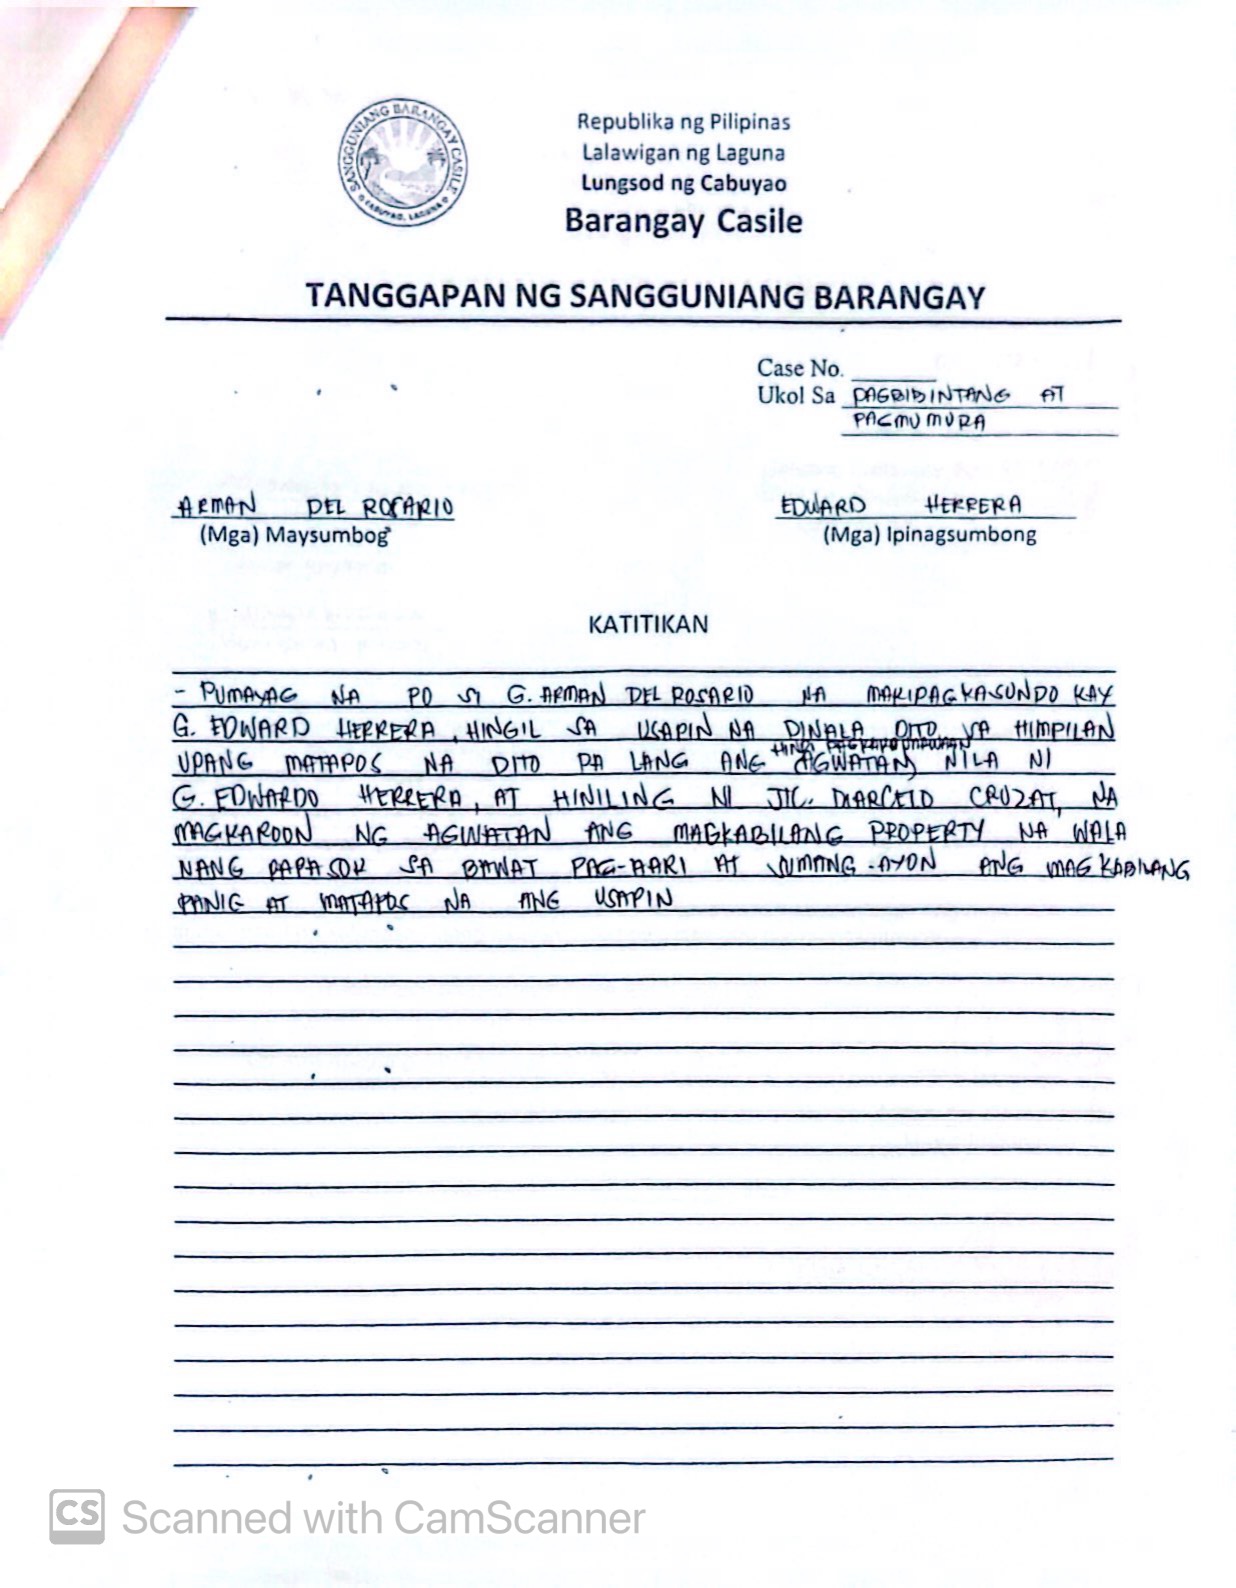 SANGGUNIANG BARANGAY CASILE
CABUYAO, LAGUNA
Republika ng Pilipinas
Lalawigan ng Laguna
Lungsod ng Cabuyao
Barangay Casile
TANGGAPAN NG SANGGUNIANG BARANGAY
Case No.
Ukol Sa PAGBIBINTANG AT
PAGMUMURA
ARMAN DEL ROSARIO
(Mga) Maysumbog
EDWARD HERRERA
(Mga) Ipinagsumbong
KATITIKAN
- PUMAYAG NA PO SI G. ARMAN DEL ROSARIO NA MAKIPAGKASUNDO KAY
G. EDWARD HERRERA, HINGIL SA USAPIN NA DINALA DITO SA HIMPILAN
HINDI PAGKAKAUNAWAAN
UPANG MATAPOS NA DITO PA LANG ANG (AGWATAN) NILA NI
G. EDWARDO HERRERA, AT HINILING NI CRUZAT, NA
MAGKAROON NG AGWATAN ANG MAGKABILANG PROPERTY NA WALA
NANG PAPASOK SA BAWAT PAG-AARI AT SUMANG-AYON ANG MAGKABILANG
PANIG AT MATAPOS NA ANG USAPIN
CS Scanned with CamScanner